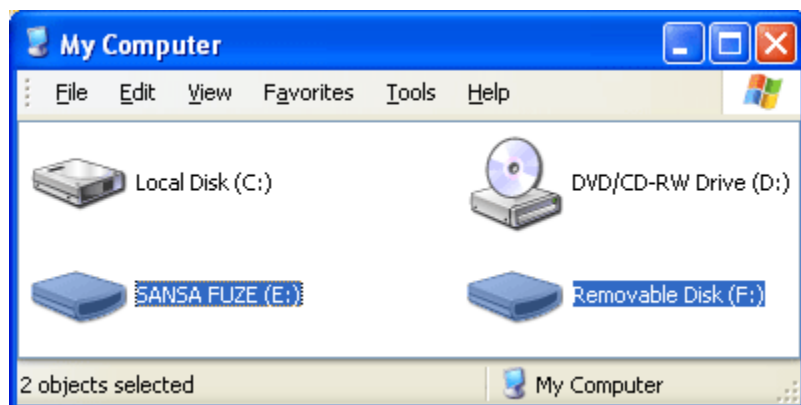 My Computer
File Edit View Favorites Tools Help
Local Disk (C:) DVD/CD-RW Drive (D:)
SANSA FUZE (E:) Removable Disk (F:)
2 objects selected My Computer